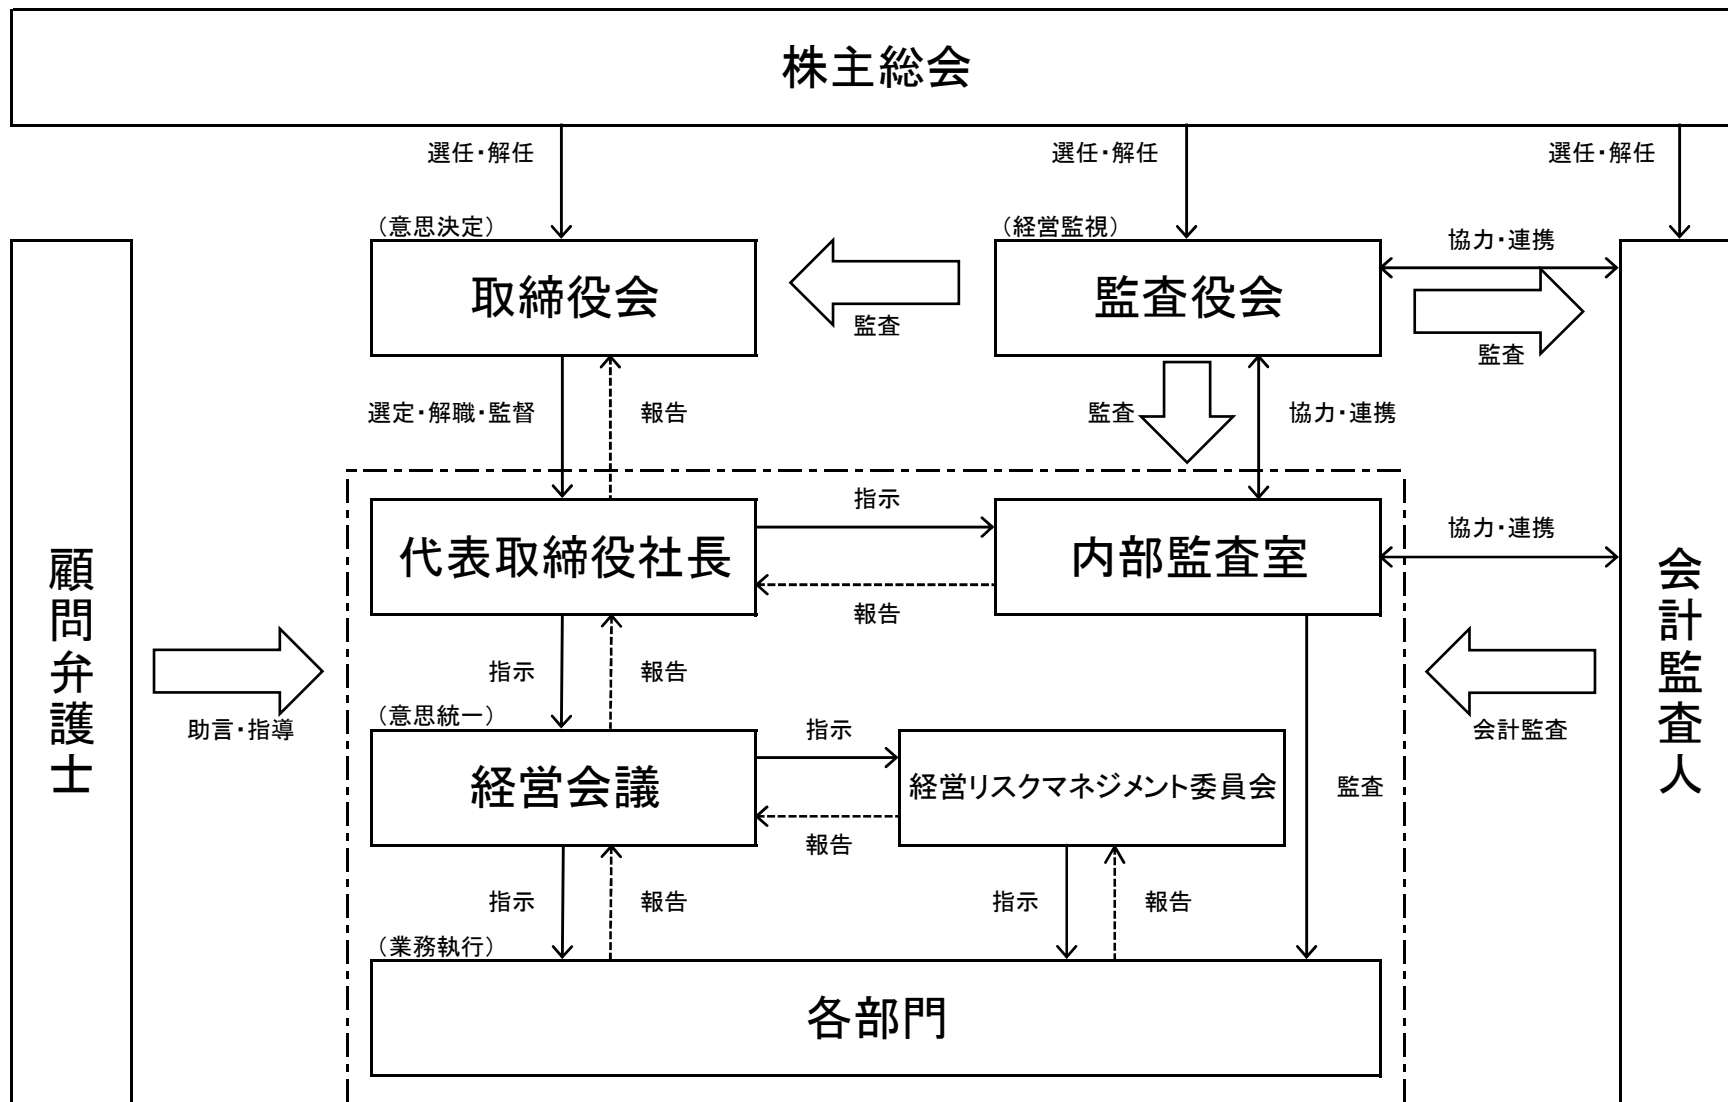 株主総会
選任・解任
選任・解任
選任・解任
（意思決定）
（経営監視）
協力・連携
取締役会
監査役会
監査
監査
選定・解職・監督
報告
監査
協力・連携
指示
代表取締役社長
内部監査室
協力・連携
報告
顧問弁護士
会計監査人
指示
報告
助言・指導
（意思統一）
指示
会計監査
経営会議
経営リスクマネジメント委員会
監査
報告
指示
報告
指示
報告
（業務執行）
各部門